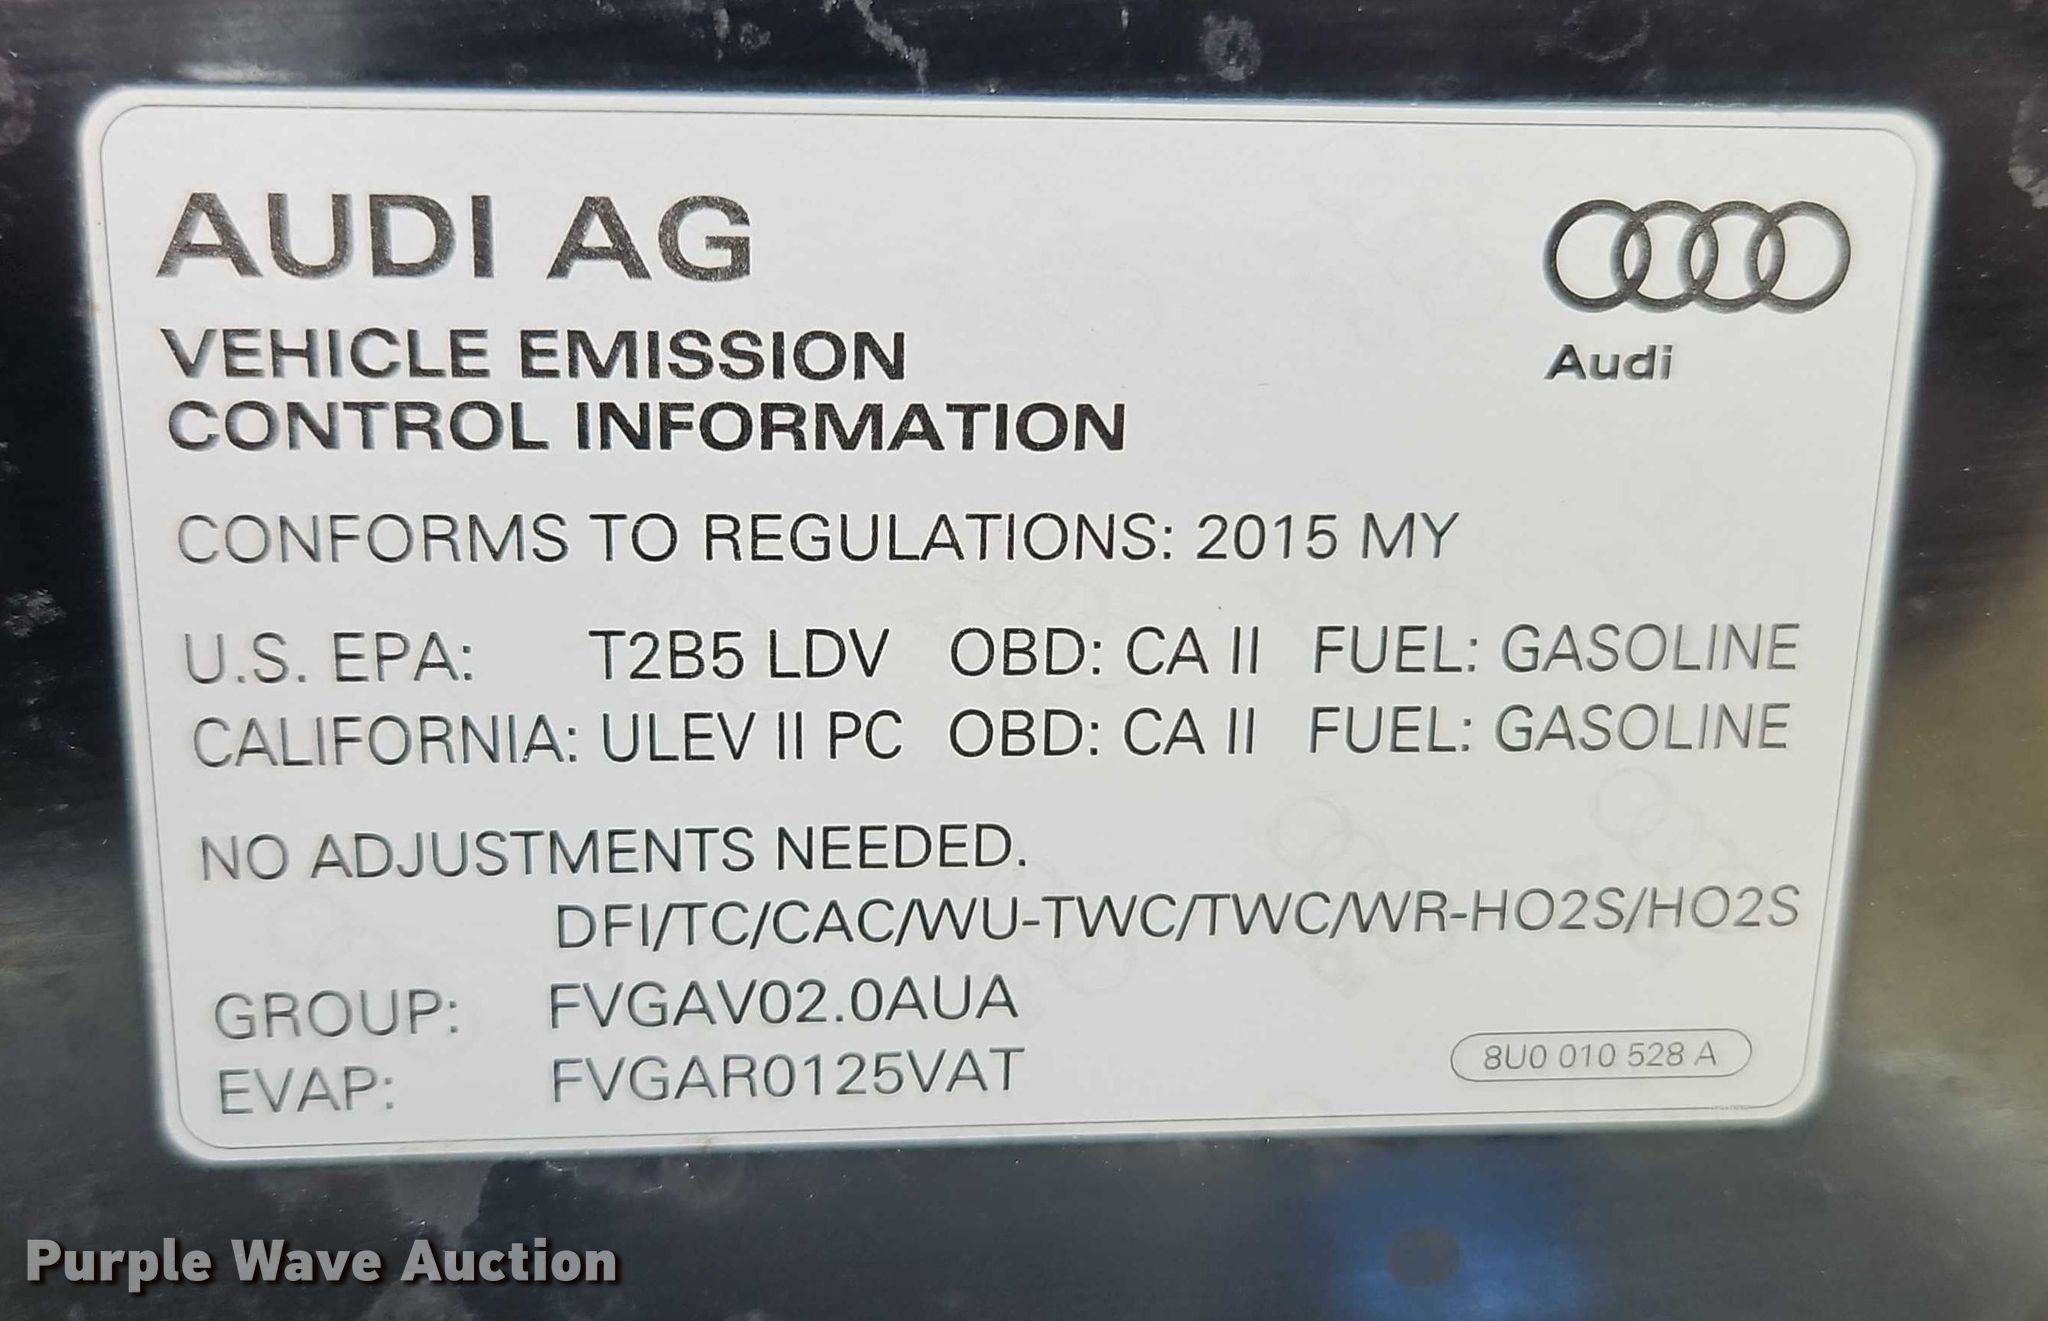 AUDI AG
Audi
VEHICLE EMISSION
CONTROL INFORMATION
CONFORMS TO REGULATIONS: 2015 MY
U.S. EPA: T2B5 LDV OBD: CA II FUEL: GASOLINE
CALIFORNIA: ULEV II PC OBD: CA II FUEL: GASOLINE
NO ADJUSTMENTS NEEDED.
DFI/TC/CAC/WU-TWC/TWC/WR-HO2S/HO2S
GROUP: FVGAV02.0AUA
EVAP: FVGAR0125VAT
8U0 010 528 A
Purple Wave Auction